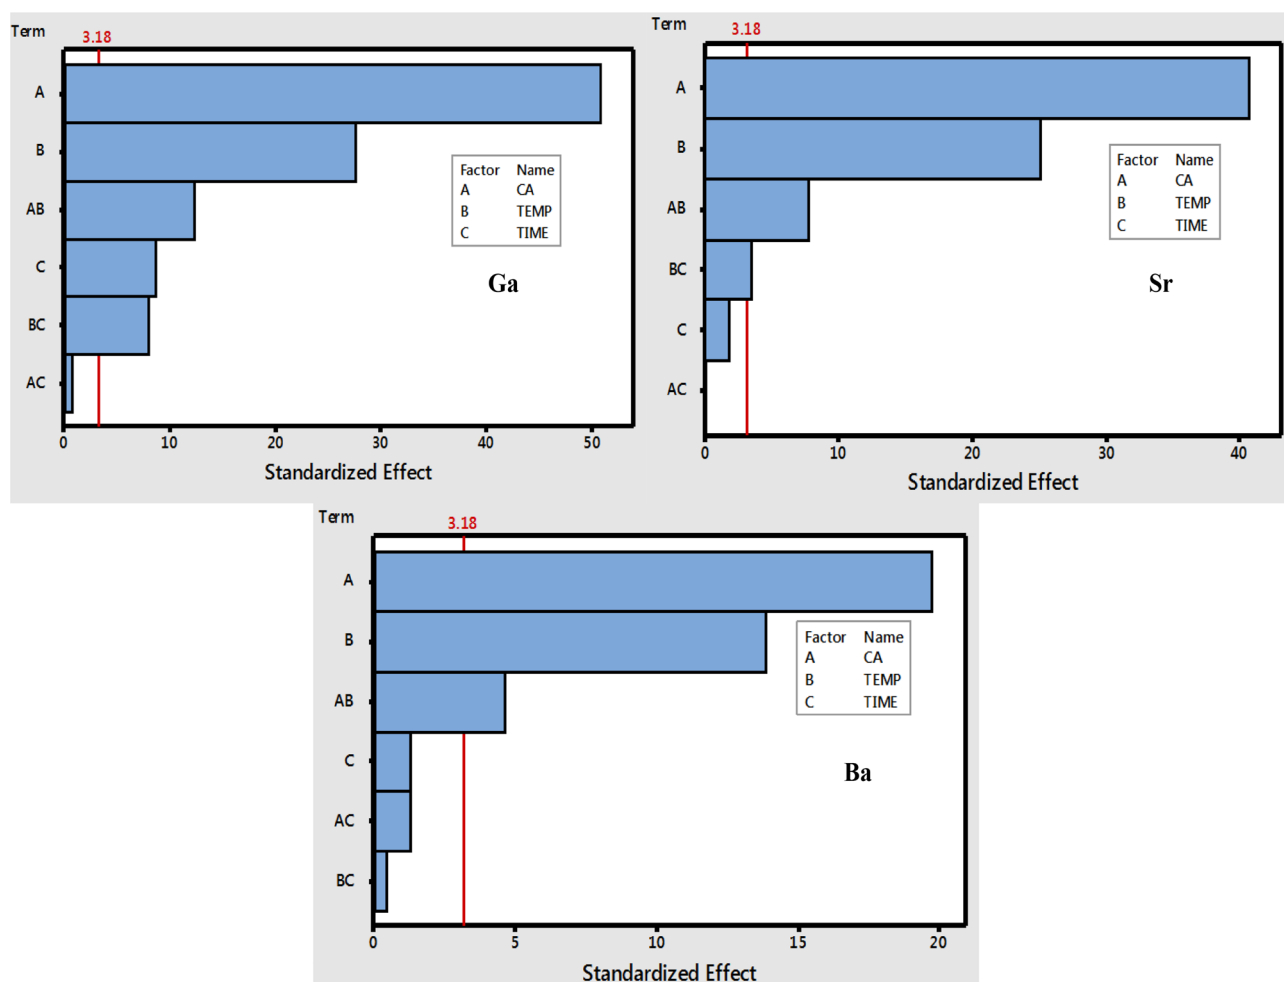 Term
3.18
A
B
AB
C
BC
AC
Factor Name
A CA
B TEMP
C TIME
Ga
0 10 20 30 40 50
Standardized Effect
Term
3.18
A
B
AB
BC
C
AC
Factor Name
A CA
B TEMP
C TIME
Sr
0 10 20 30 40
Standardized Effect
Term
3.18
A
B
AB
C
AC
BC
Factor Name
A CA
B TEMP
C TIME
Ba
0 5 10 15 20
Standardized Effect